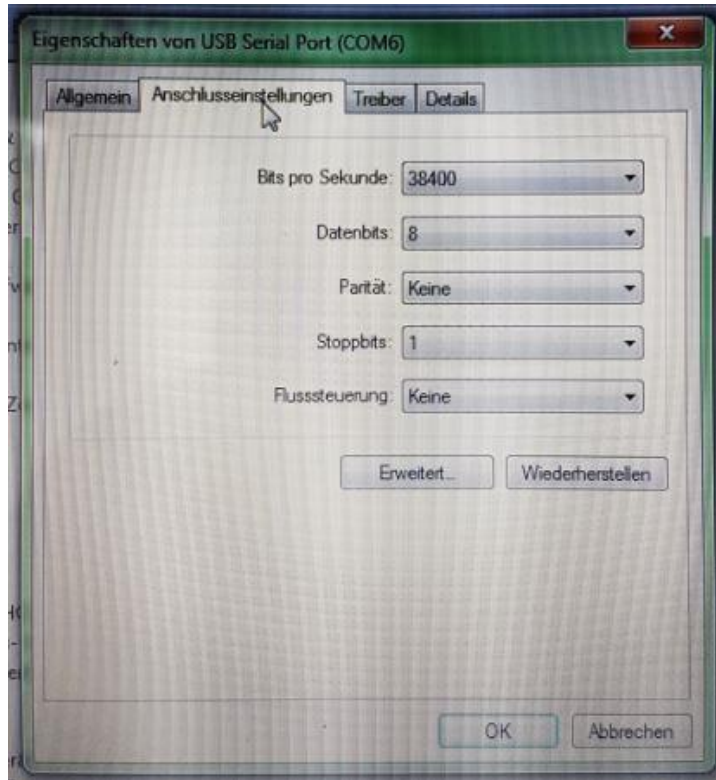 Eigenschaften von USB Serial Port (COM6)
Allgemein Anschlusseinstellungen Treiber Details
Bits pro Sekunde: 38400
Datenbits: 8
Parität: Keine
Stoppbits: 1
Flusssteuerung: Keine
Erweitert... Wiederherstellen
OK Abbrechen